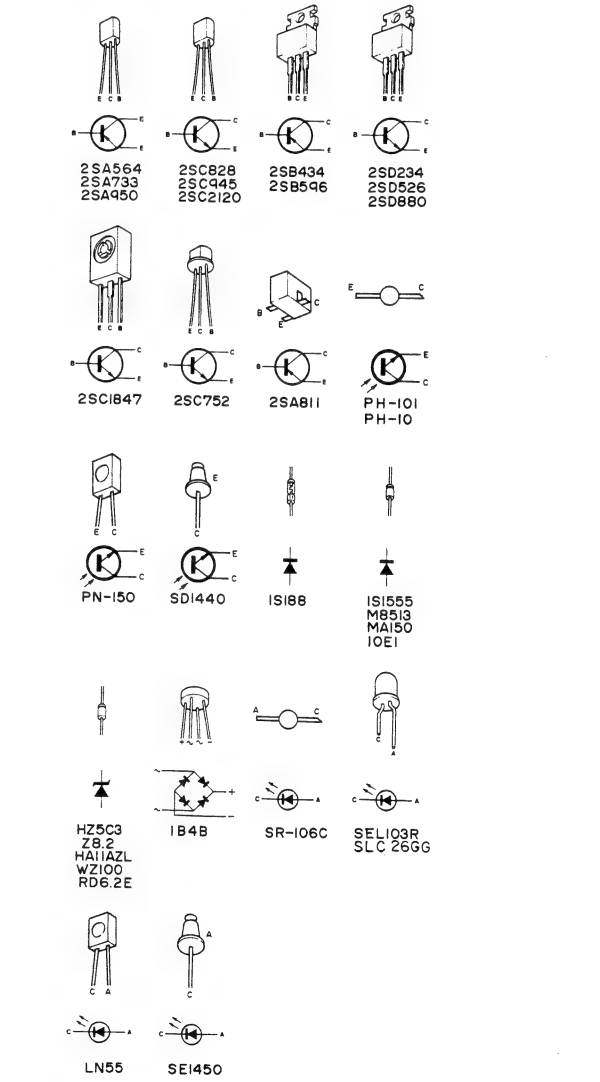 E C B
E C B
B C E
B C E
B E E
B C E
B C E
B C E
2SA564
2SA733
2SA950
2SC828
2SC945
2SC2120
2SB434
2SB596
2SD234
2SD526
2SD880
E C B
E C B
B C
E
E C
B C E
B C E
B C E
E C
2SC1847
2SC752
2SA811
PH-101
PH-10
E C
E
C
E C
E C
PN-150
SD1440
1S188
1S1555
M8513
MA150
10E1
+ ~ ~ -
A C
C
A
~ + ~ -
C A
C A
HZ5C3
Z8.2
HA11AZL
WZ100
RD6.2E
1B4B
SR-106C
SEL103R
SLC 26GG
C A
A
C
C A
C A
LN55
SE1450